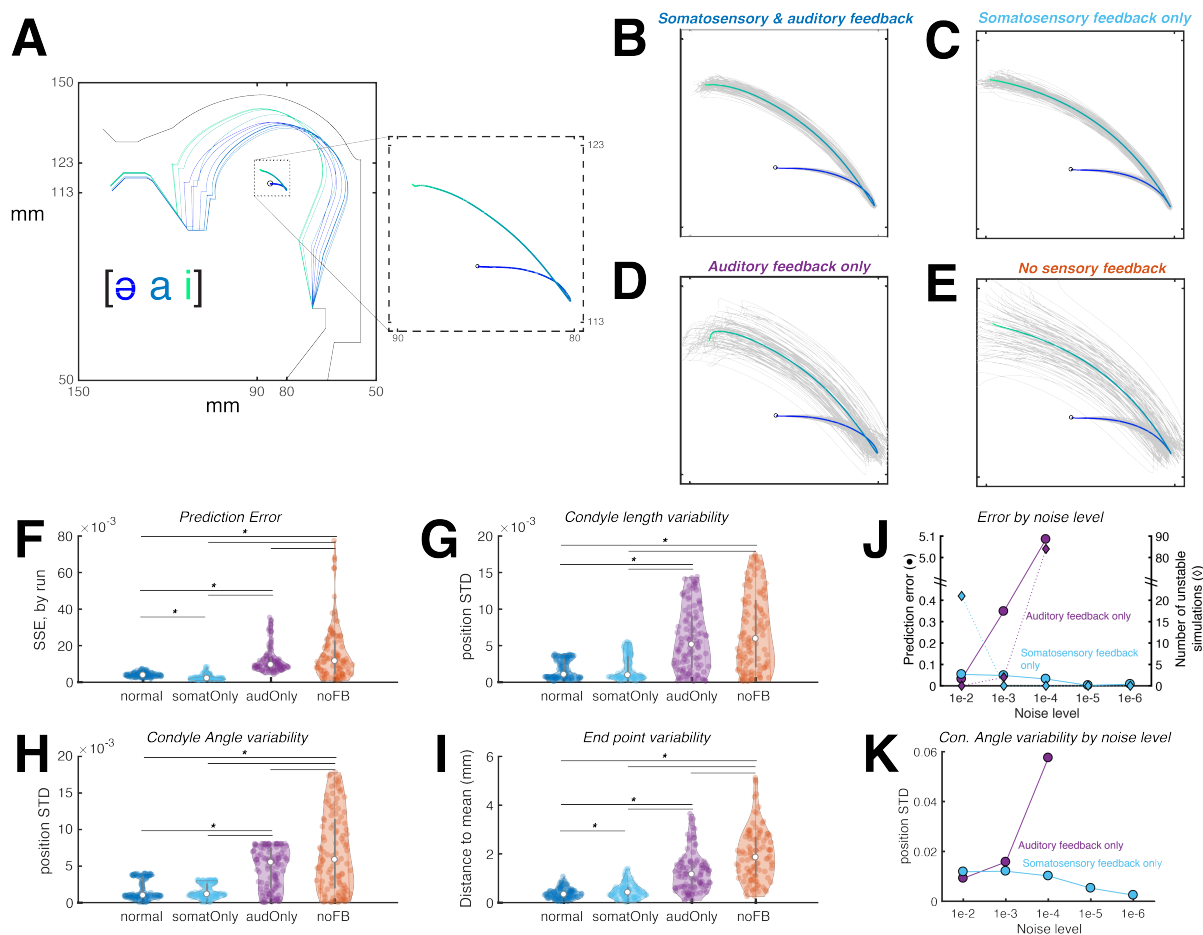 A
150
123
113
mm
50
150
90
80
50
mm
[ə a i]
123
113
90
80
Somatosensory & auditory feedback
B
Somatosensory feedback only
C
Auditory feedback only
D
No sensory feedback
E
F
Prediction Error
×10⁻³
80
60
40
20
0
SSE, by run
*
*
*
normal somatOnly audOnly noFB
G
Condyle length variability
×10⁻³
20
15
10
5
0
position STD
*
*
normal somatOnly audOnly noFB
J
Error by noise level
5.1
5.0
0.4
0.3
0.2
0.1
0
Prediction error (●)
90
80
20
15
10
5
0
Number of unstable
simulations (◊)
Auditory feedback only
Somatosensory feedback
only
1e-2 1e-3 1e-4 1e-5 1e-6
Noise level
H
Condyle Angle variability
×10⁻³
20
15
10
5
0
position STD
*
*
normal somatOnly audOnly noFB
I
End point variability
6
4
2
0
Distance to mean (mm)
*
*
*
normal somatOnly audOnly noFB
K
Con. Angle variability by noise level
0.06
0.04
0.02
0
position STD
Auditory feedback only
Somatosensory feedback only
1e-2 1e-3 1e-4 1e-5 1e-6
Noise level